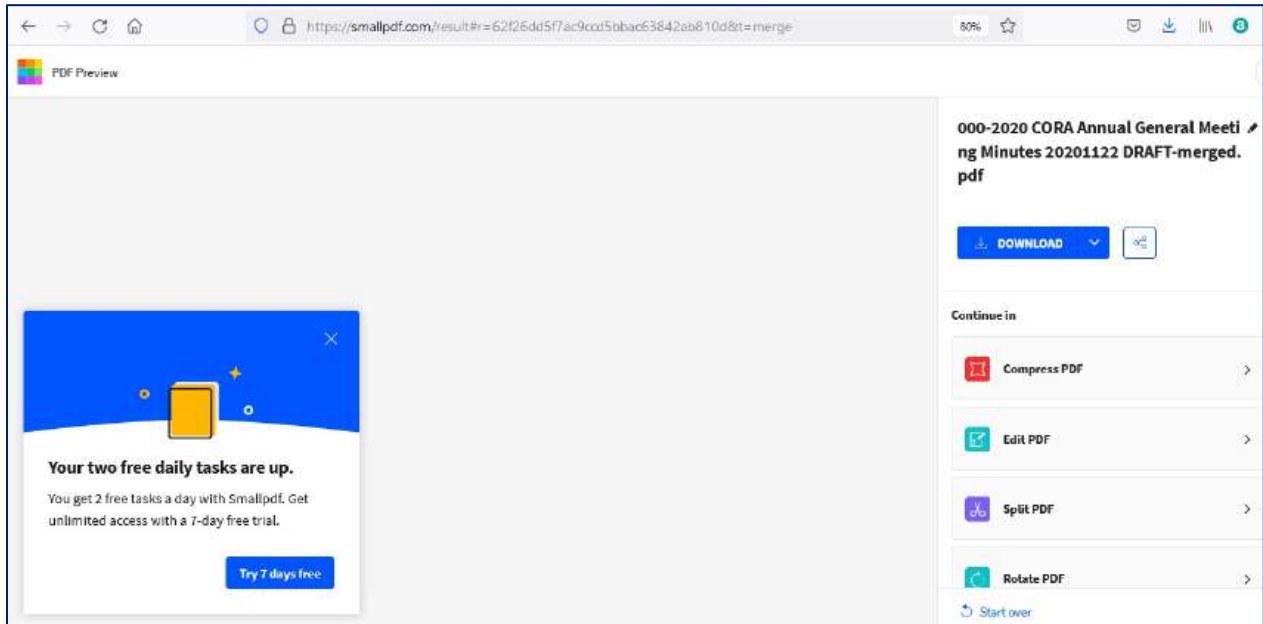 https://smallpdf.com/result#r=62f26dd5f7ac9ccd5bbac63842ab810d&t=merge
80%
PDF Preview
000-2020 CORA Annual General Meeti
ng Minutes 20201122 DRAFT-merged.
pdf
DOWNLOAD
Continue in
Compress PDF
Edit PDF
Split PDF
Rotate PDF
Start over
Your two free daily tasks are up.
You get 2 free tasks a day with Smallpdf. Get
unlimited access with a 7-day free trial.
Try 7 days free